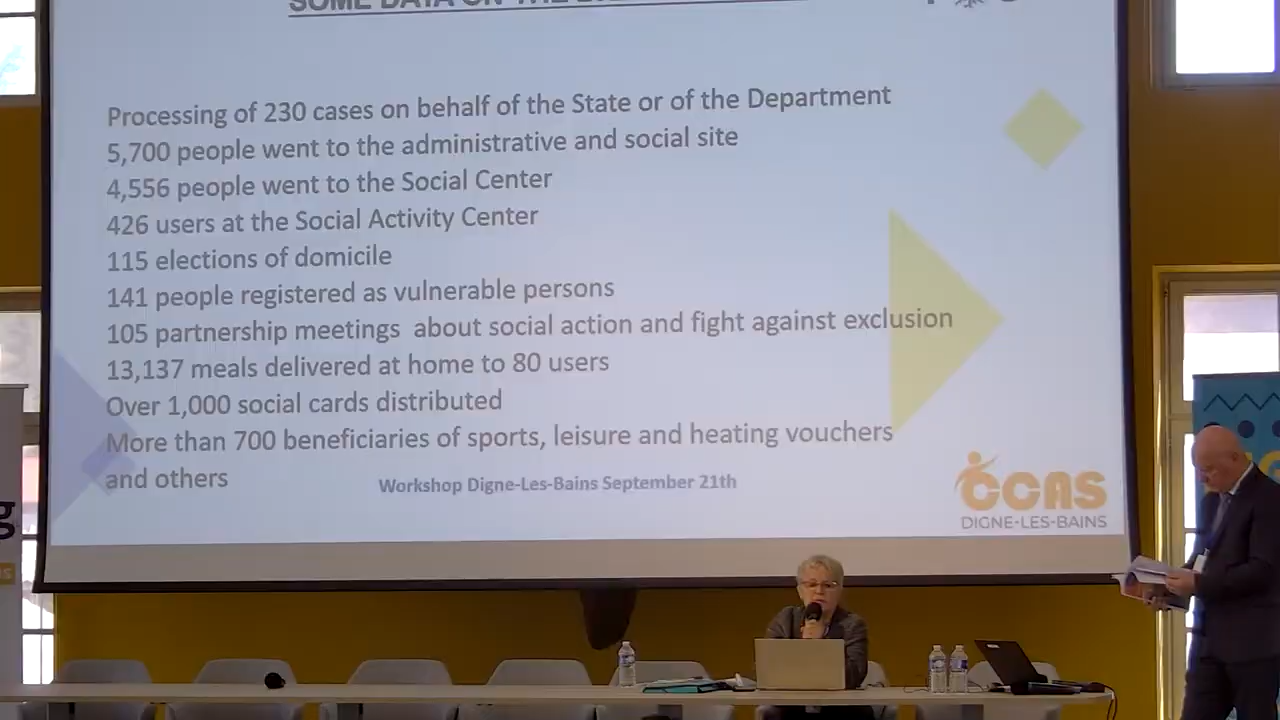 SOME DATA ON THE
Processing of 230 cases on behalf of the State or of the Department
5,700 people went to the administrative and social site
4,556 people went to the Social Center
426 users at the Social Activity Center
115 elections of domicile
141 people registered as vulnerable persons
105 partnership meetings about social action and fight against exclusion
13,137 meals delivered at home to 80 users
Over 1,000 social cards distributed
More than 700 beneficiaries of sports, leisure and heating vouchers
and others
Workshop Digne-Les-Bains September 21th
CCAS
DIGNE-LES-BAINS